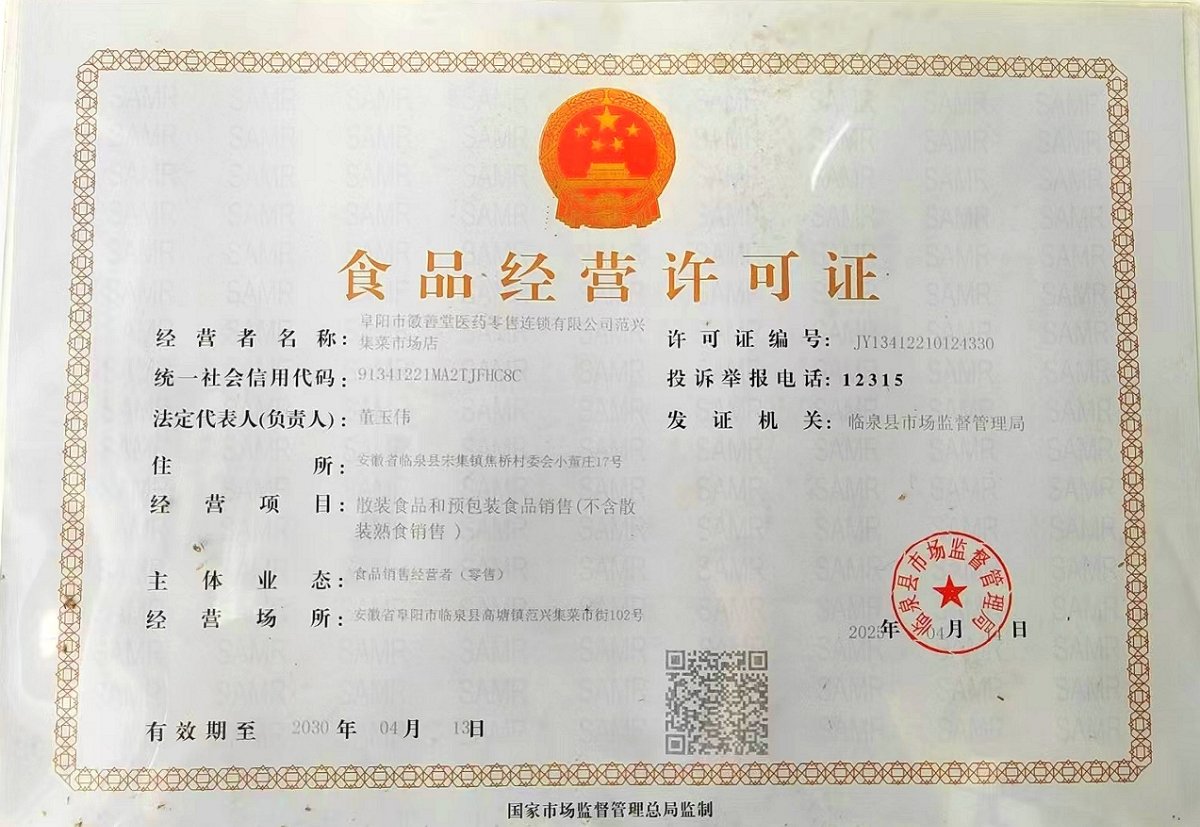 食品经营许可证
经营者名称：阜阳市徽善堂医药零售连锁有限公司范兴
集菜市场店
许可证编号：JY13412210124330
统一社会信用代码：91341221MA2TJFHC8C
投诉举报电话：12315
法定代表人(负责人)：董玉伟
发证机关：临泉县市场监督管理局
住所：安徽省临泉县宋集镇焦桥村委会小董庄17号
经营项目：散装食品和预包装食品销售(不含散
装熟食销售 )
主体业态：食品销售经营者（零售）
经营场所：安徽省阜阳市临泉县高塘镇范兴集菜市街102号
临泉县市场监督管理局
2025年04月 日
有效期至 2030年 04月 13日
国家市场监督管理总局监制